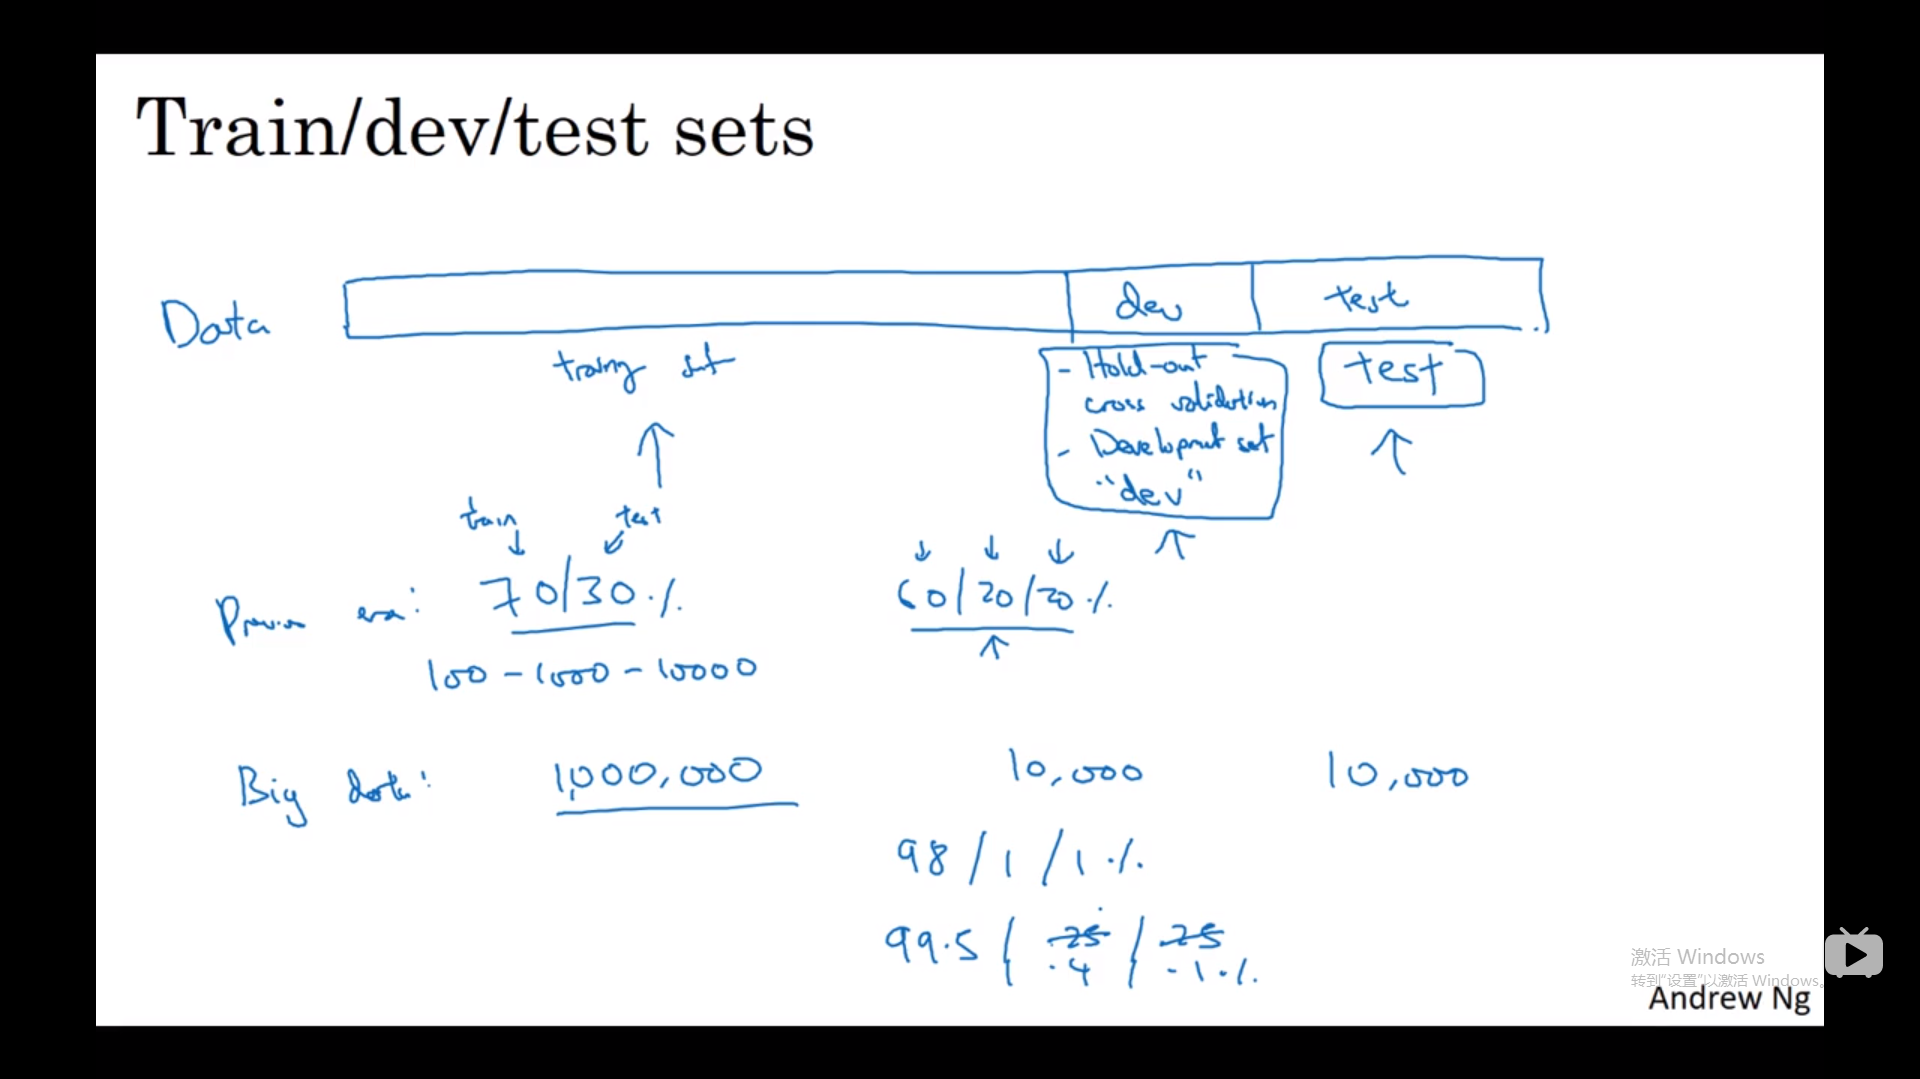 Train/dev/test sets
Data
dev
test
training set
- Hold-out
cross validation
- Development set
"dev"
test
train
test
Previous era:
70/30 %
60/20/20 %
100 - 1000 - 10000
Big data:
1,000,000
10,000
10,000
98 / 1 / 1 %
99.5 / .25 / .25
.4 .1 %
激活 Windows
转到“设置”以激活 Windows。
Andrew Ng